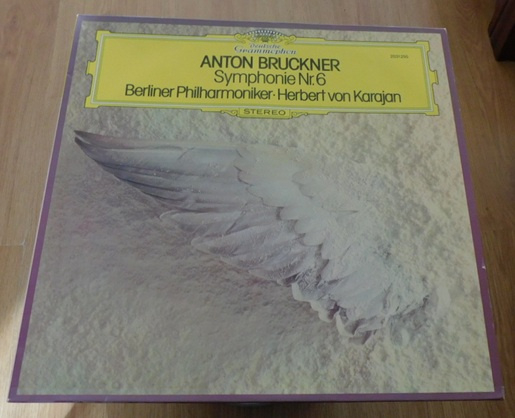 Deutsche
Grammophon
ANTON BRUCKNER
Symphonie Nr. 6
Berliner Philharmoniker · Herbert von Karajan
STEREO